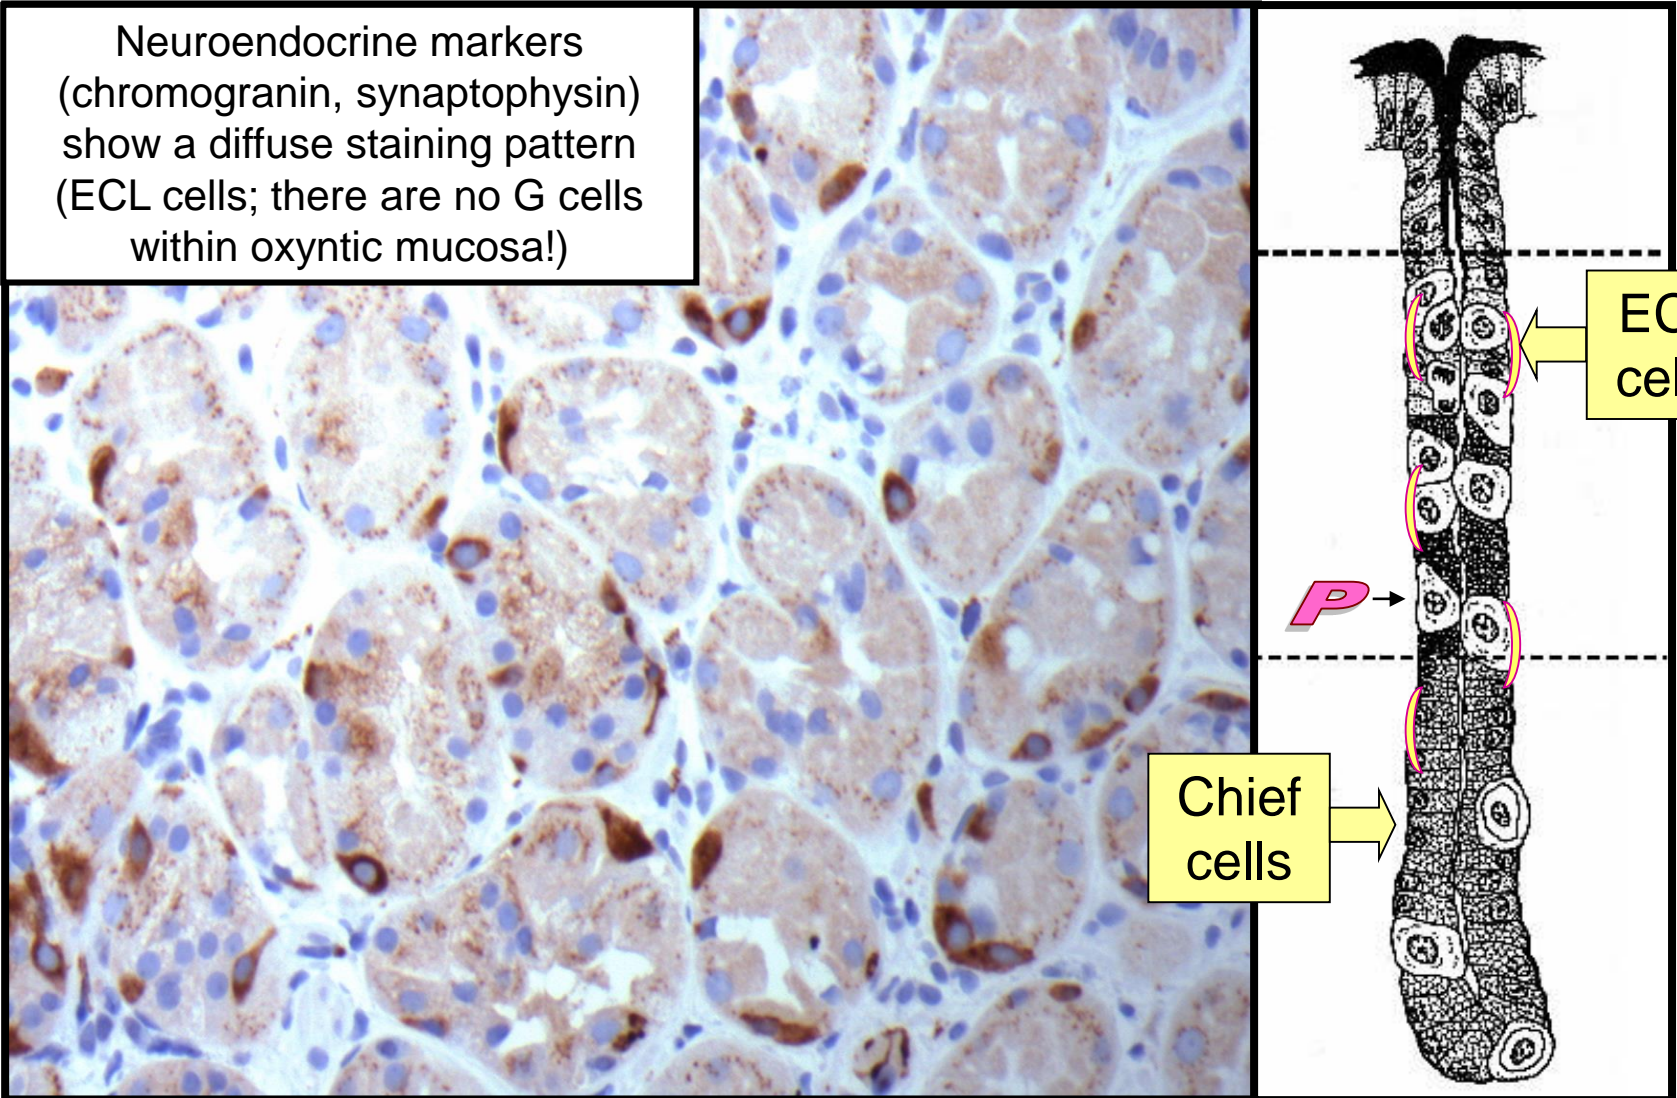 Neuroendocrine markers
(chromogranin, synaptophysin)
show a diffuse staining pattern
(ECL cells; there are no G cells
within oxyntic mucosa!)
P
Chief
cells